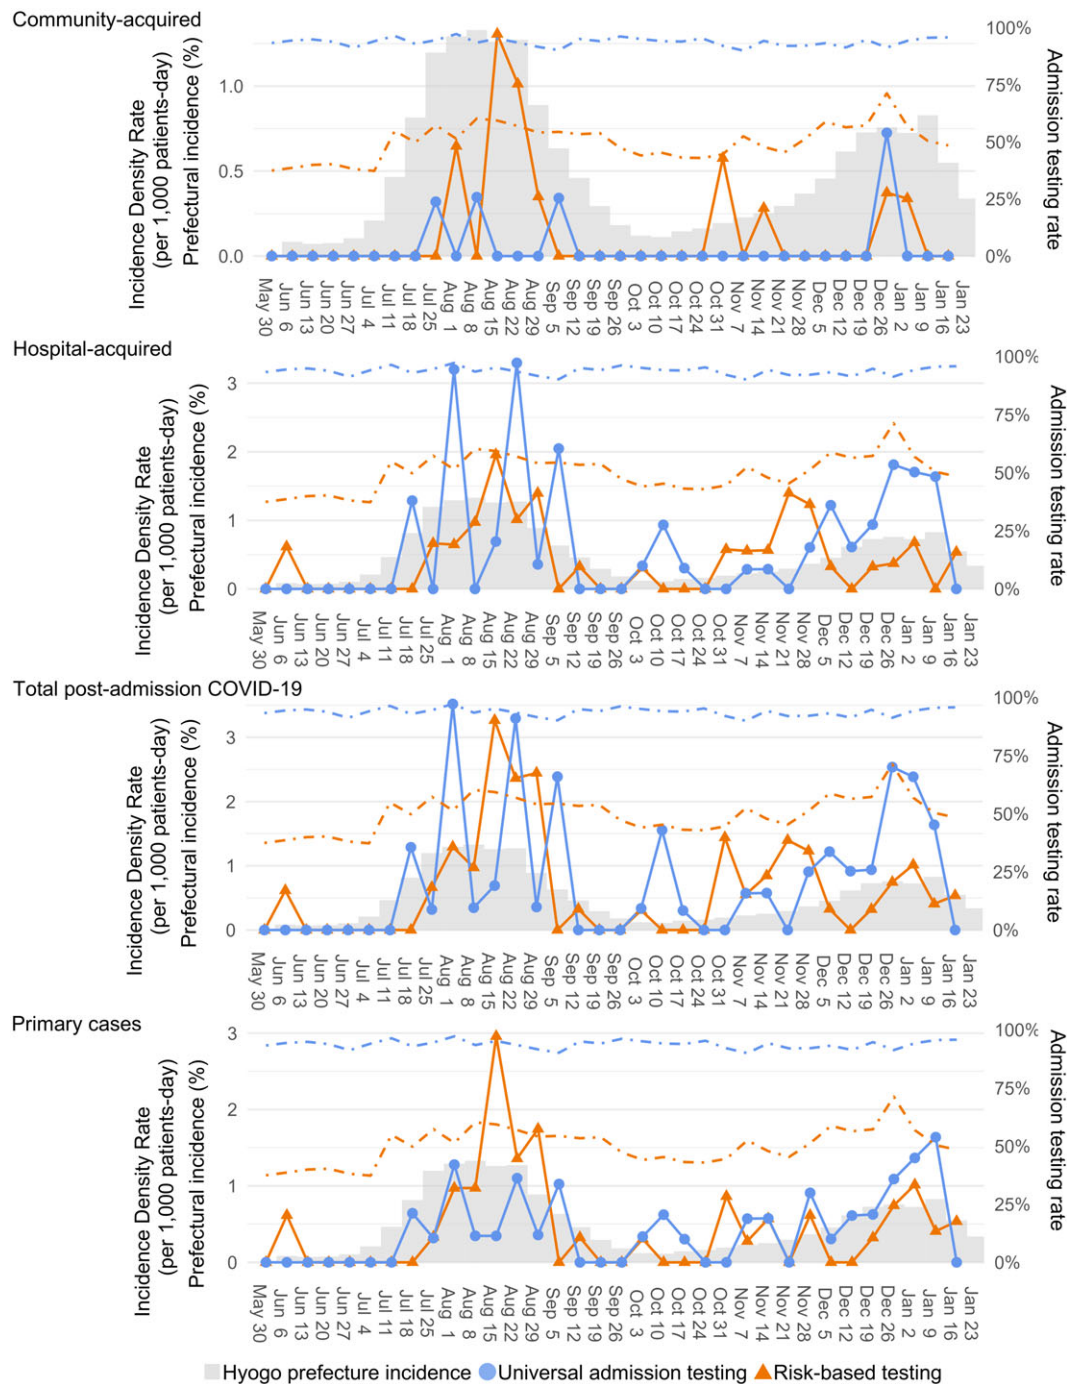 Community-acquired
Incidence Density Rate
(per 1,000 patients-day)
Prefectural incidence (%)
1.0
0.5
0.0
100%
75%
50%
25%
0%
Admission testing rate
May 30 Jun 6 Jun 13 Jun 20 Jun 27 Jul 4 Jul 11 Jul 18 Jul 25 Aug 1 Aug 8 Aug 15 Aug 22 Aug 29 Sep 5 Sep 12 Sep 19 Sep 26 Oct 3 Oct 10 Oct 24 Oct 31 Nov 7 Nov 14 Nov 21 Nov 28 Dec 5 Dec 12 Dec 19 Dec 26 Jan 2 Jan 9 Jan 16 Jan 23
Hospital-acquired
Incidence Density Rate
(per 1,000 patients-day)
Prefectural incidence (%)
3
2
1
0
100%
75%
50%
25%
0%
Admission testing rate
May 30 Jun 6 Jun 13 Jun 20 Jun 27 Jul 4 Jul 11 Jul 18 Jul 25 Aug 1 Aug 8 Aug 15 Aug 22 Aug 29 Sep 5 Sep 12 Sep 19 Sep 26 Oct 3 Oct 10 Oct 17 Oct 24 Oct 31 Nov 7 Nov 14 Nov 21 Nov 28 Dec 5 Dec 12 Dec 19 Dec 26 Jan 2 Jan 9 Jan 16 Jan 23
Total post-admission COVID-19
Incidence Density Rate
(per 1,000 patients-day)
Prefectural incidence (%)
3
2
1
0
100%
75%
50%
25%
0%
Admission testing rate
May 30 Jun 6 Jun 13 Jun 20 Jun 27 Jul 4 Jul 11 Jul 18 Jul 25 Aug 1 Aug 8 Aug 15 Aug 22 Aug 29 Sep 5 Sep 12 Sep 19 Sep 26 Oct 3 Oct 10 Oct 17 Oct 24 Oct 31 Nov 7 Nov 14 Nov 21 Nov 28 Dec 5 Dec 12 Dec 19 Dec 26 Jan 2 Jan 9 Jan 16 Jan 23
Primary cases
Incidence Density Rate
(per 1,000 patients-day)
Prefectural incidence (%)
3
2
1
0
100%
75%
50%
25%
0%
Admission testing rate
May 30 Jun 6 Jun 13 Jun 20 Jun 27 Jul 4 Jul 11 Jul 18 Jul 25 Aug 1 Aug 8 Aug 15 Aug 22 Aug 29 Sep 5 Sep 12 Sep 19 Sep 26 Oct 3 Oct 10 Oct 17 Oct 24 Oct 31 Nov 7 Nov 14 Nov 21 Nov 28 Dec 5 Dec 12 Dec 19 Dec 26 Jan 2 Jan 9 Jan 16 Jan 23
Hyogo prefecture incidence Universal admission testing Risk-based testing